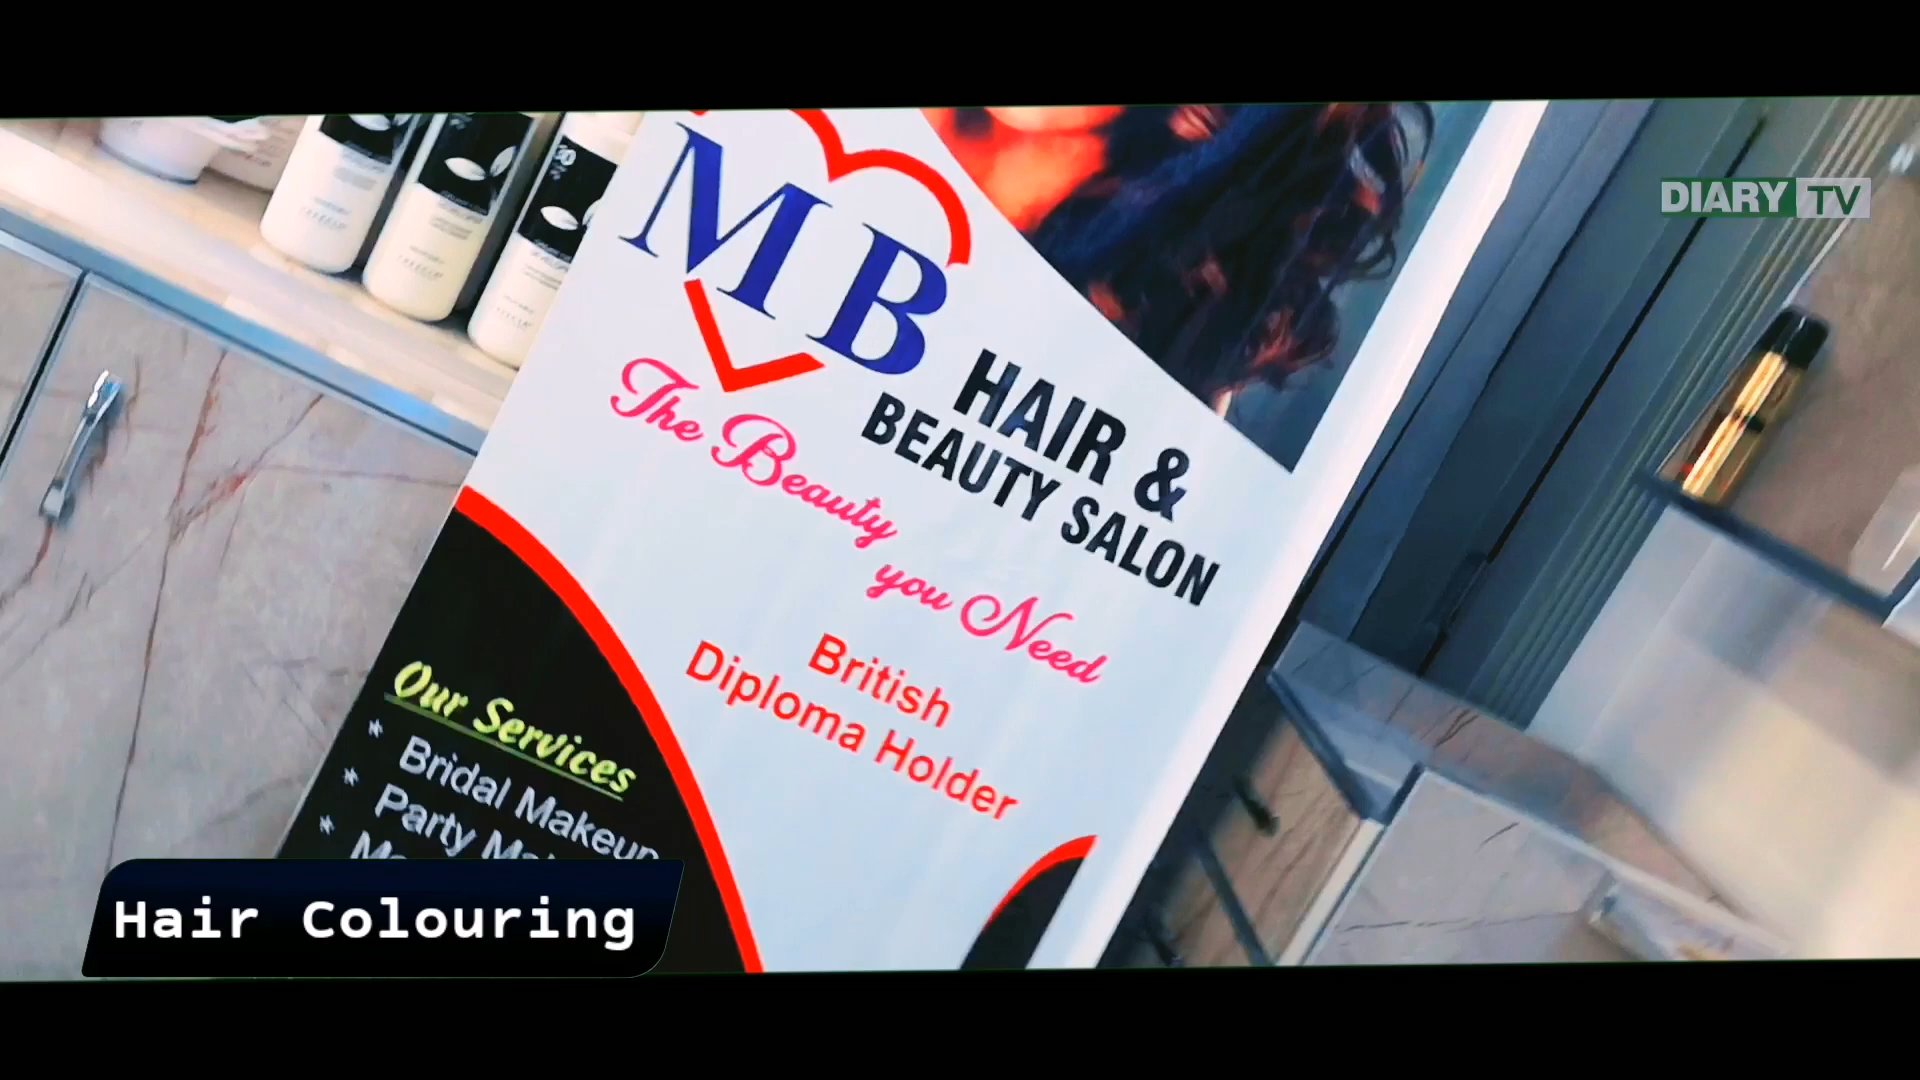 DIARY TV
MB
HAIR &
BEAUTY SALON
The Beauty
you Need
British
Diploma Holder
Our Services
* Bridal Makeup
* Party
*
Hair Colouring